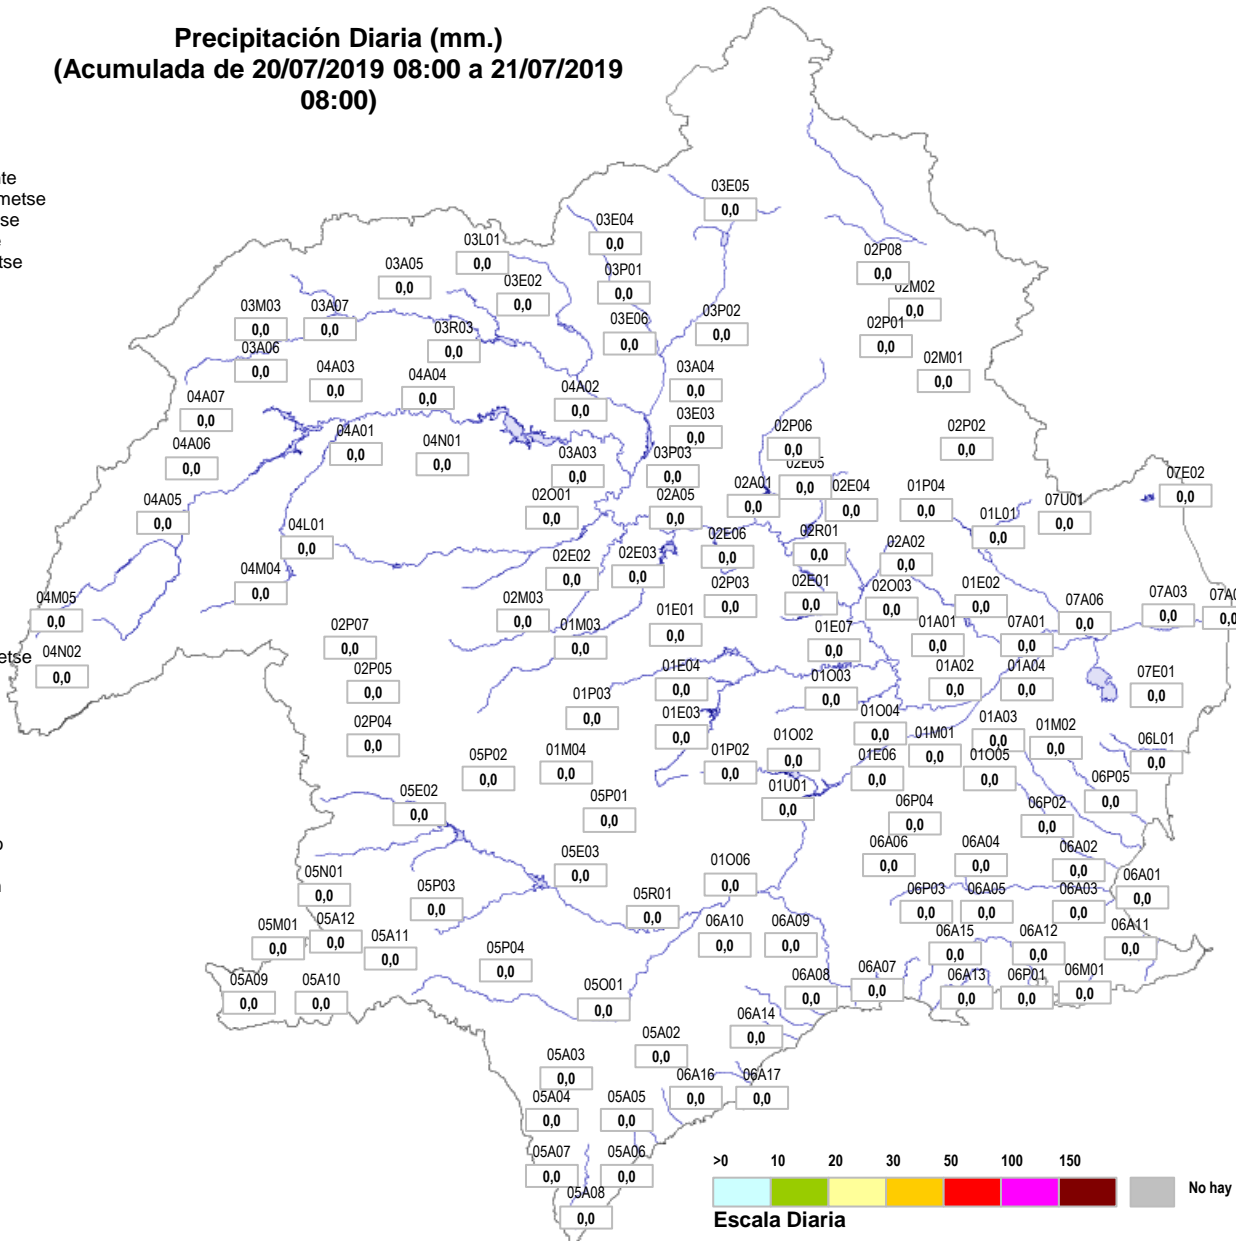 Precipitación Diaria (mm.)
(Acumulada de 20/07/2019 08:00 a 21/07/2019
08:00)
03E05
0,0
03E04
0,0
03L01
0,0
02P08
0,0
03A05
0,0
03P01
0,0
03E02
0,0
02M02
0,0
03M03
0,0
03A07
0,0
03P02
0,0
03E06
0,0
03R03
0,0
02P01
0,0
03A06
0,0
02M01
0,0
04A03
0,0
04A04
0,0
03A04
0,0
04A02
0,0
04A07
0,0
03E03
0,0
04A01
0,0
04N01
0,0
02P06
0,0
02P02
0,0
04A06
0,0
03A03
0,0
03P03
0,0
02E05
0,0
07E02
0,0
04A05
0,0
02O01
0,0
02A05
0,0
02A01
0,0
02E04
0,0
01P04
0,0
07U01
0,0
01L01
0,0
04L01
0,0
02E06
0,0
02R01
0,0
02A02
0,0
02E02
0,0
02E03
0,0
04M04
0,0
02P03
0,0
02E01
0,0
02O03
0,0
01E02
0,0
07A03
0,0
07A0
0,0
04M05
0,0
02M03
0,0
01E01
0,0
07A06
0,0
02P07
0,0
01M03
0,0
01E07
0,0
01A01
0,0
07A01
0,0
etse
04N02
0,0
02P05
0,0
01E04
0,0
01O03
0,0
01A02
0,0
01A04
0,0
07E01
0,0
01P03
0,0
02P04
0,0
01E03
0,0
01O04
0,0
01A03
0,0
01M02
0,0
05P02
0,0
01M04
0,0
01P02
0,0
01O02
0,0
01M01
0,0
01E06
0,0
01O05
0,0
06L01
0,0
05E02
0,0
05P01
0,0
01U01
0,0
06P04
0,0
06P02
0,0
06P05
0,0
05E03
0,0
01O06
0,0
06A06
0,0
06A04
0,0
06A02
0,0
05N01
0,0
05P03
0,0
05R01
0,0
06P03
0,0
06A05
0,0
06A03
0,0
06A01
0,0
05M01
0,0
05A12
0,0
05A11
0,0
06A10
0,0
06A09
0,0
06A15
0,0
06A12
0,0
06A11
0,0
05P04
0,0
05A09
0,0
05A10
0,0
05O01
0,0
06A08
0,0
06A07
0,0
06A13
0,0
06P01
0,0
06M01
0,0
06A14
0,0
05A02
0,0
05A03
0,0
06A16
0,0
06A17
0,0
05A04
0,0
05A05
0,0
05A07
0,0
05A06
0,0
05A08
0,0
>0 10 20 30 50 100 150
No hay
Escala Diaria